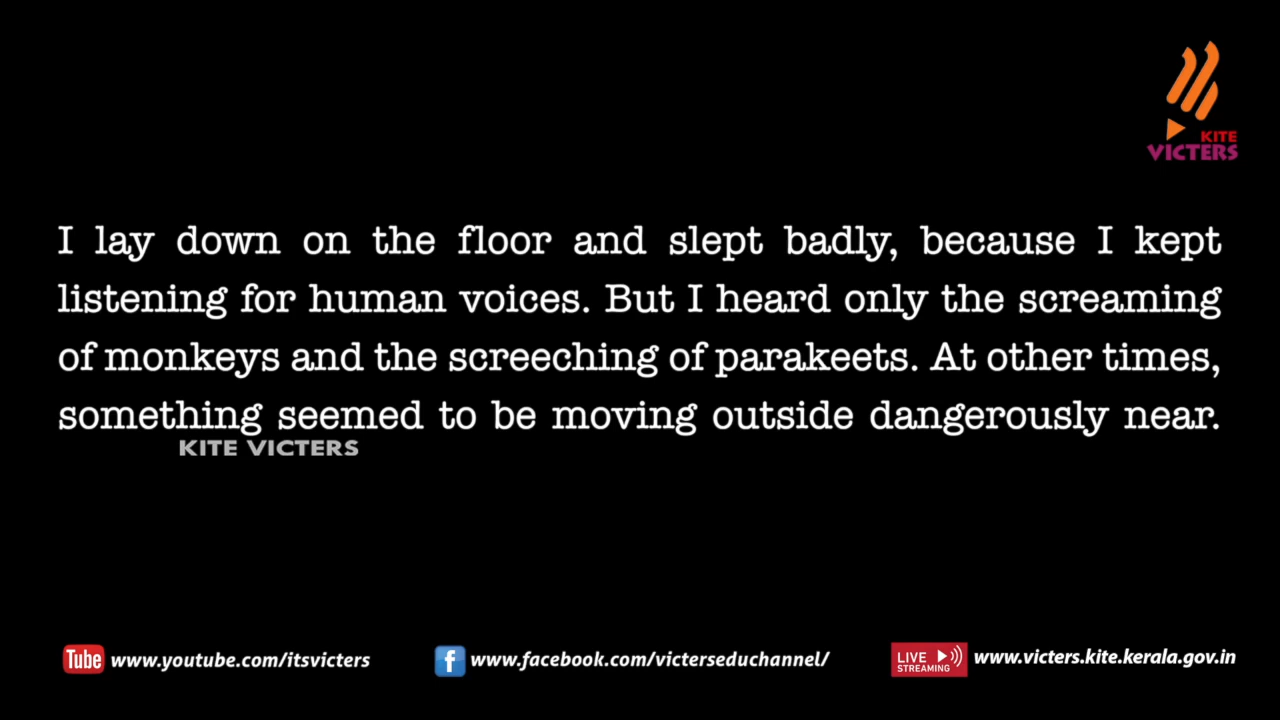 KITE
VICTERS
I lay down on the floor and slept badly, because I kept
listening for human voices. But I heard only the screaming
of monkeys and the screeching of parakeets. At other times,
something seemed to be moving outside dangerously near.
KITE VICTERS
Tube www.youtube.com/itsvicters
f www.facebook.com/victerseduchannel/
LIVE
STREAMING
www.victers.kite.kerala.gov.in